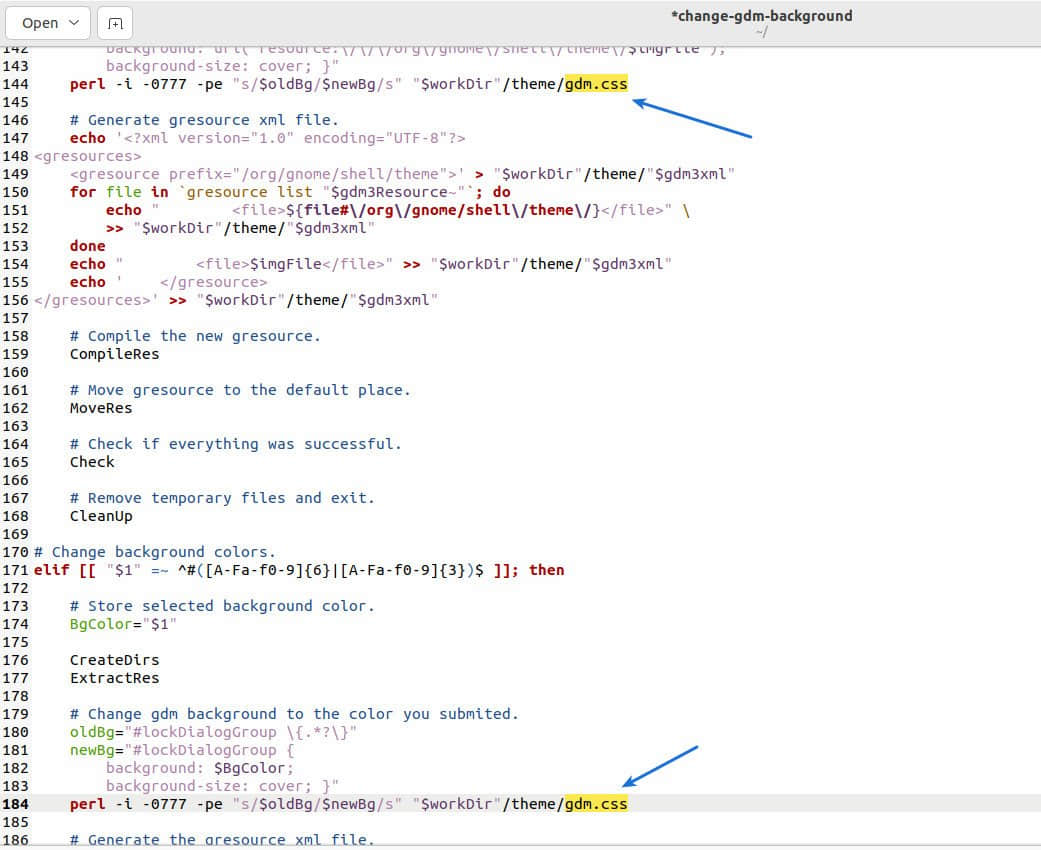 Open
*change-gdm-background
~/
142         background: url('resource:\/\/\/org\/gnome\/shell\/theme\/$imgFile');
143         background-size: cover; }"
144     perl -i -0777 -pe "s/$oldBg/$newBg/s" "$workDir"/theme/gdm.css
145
146     # Generate gresource xml file.
147     echo '<?xml version="1.0" encoding="UTF-8"?>
148 <gresources>
149     <gresource prefix="/org/gnome/shell/theme">' > "$workDir"/theme/"$gdm3xml"
150     for file in `gresource list "$gdm3Resource~"`; do
151         echo "        <file>${file#\/org\/gnome/shell\/theme\/}</file>" \
152         >> "$workDir"/theme/"$gdm3xml"
153     done
154     echo "        <file>$imgFile</file>" >> "$workDir"/theme/"$gdm3xml"
155     echo '    </gresource>
156 </gresources>' >> "$workDir"/theme/"$gdm3xml"
157
158     # Compile the new gresource.
159     CompileRes
160
161     # Move gresource to the default place.
162     MoveRes
163
164     # Check if everything was successful.
165     Check
166
167     # Remove temporary files and exit.
168     CleanUp
169
170 # Change background colors.
171 elif [[ "$1" =~ ^#([A-Fa-f0-9]{6}|[A-Fa-f0-9]{3})$ ]]; then
172
173     # Store selected background color.
174     BgColor="$1"
175
176     CreateDirs
177     ExtractRes
178
179     # Change gdm background to the color you submited.
180     oldBg="#lockDialogGroup \{.*?\}"
181     newBg="#lockDialogGroup {
182         background: $BgColor;
183         background-size: cover; }"
184     perl -i -0777 -pe "s/$oldBg/$newBg/s" "$workDir"/theme/gdm.css
185
186     # Generate the gresource xml file.